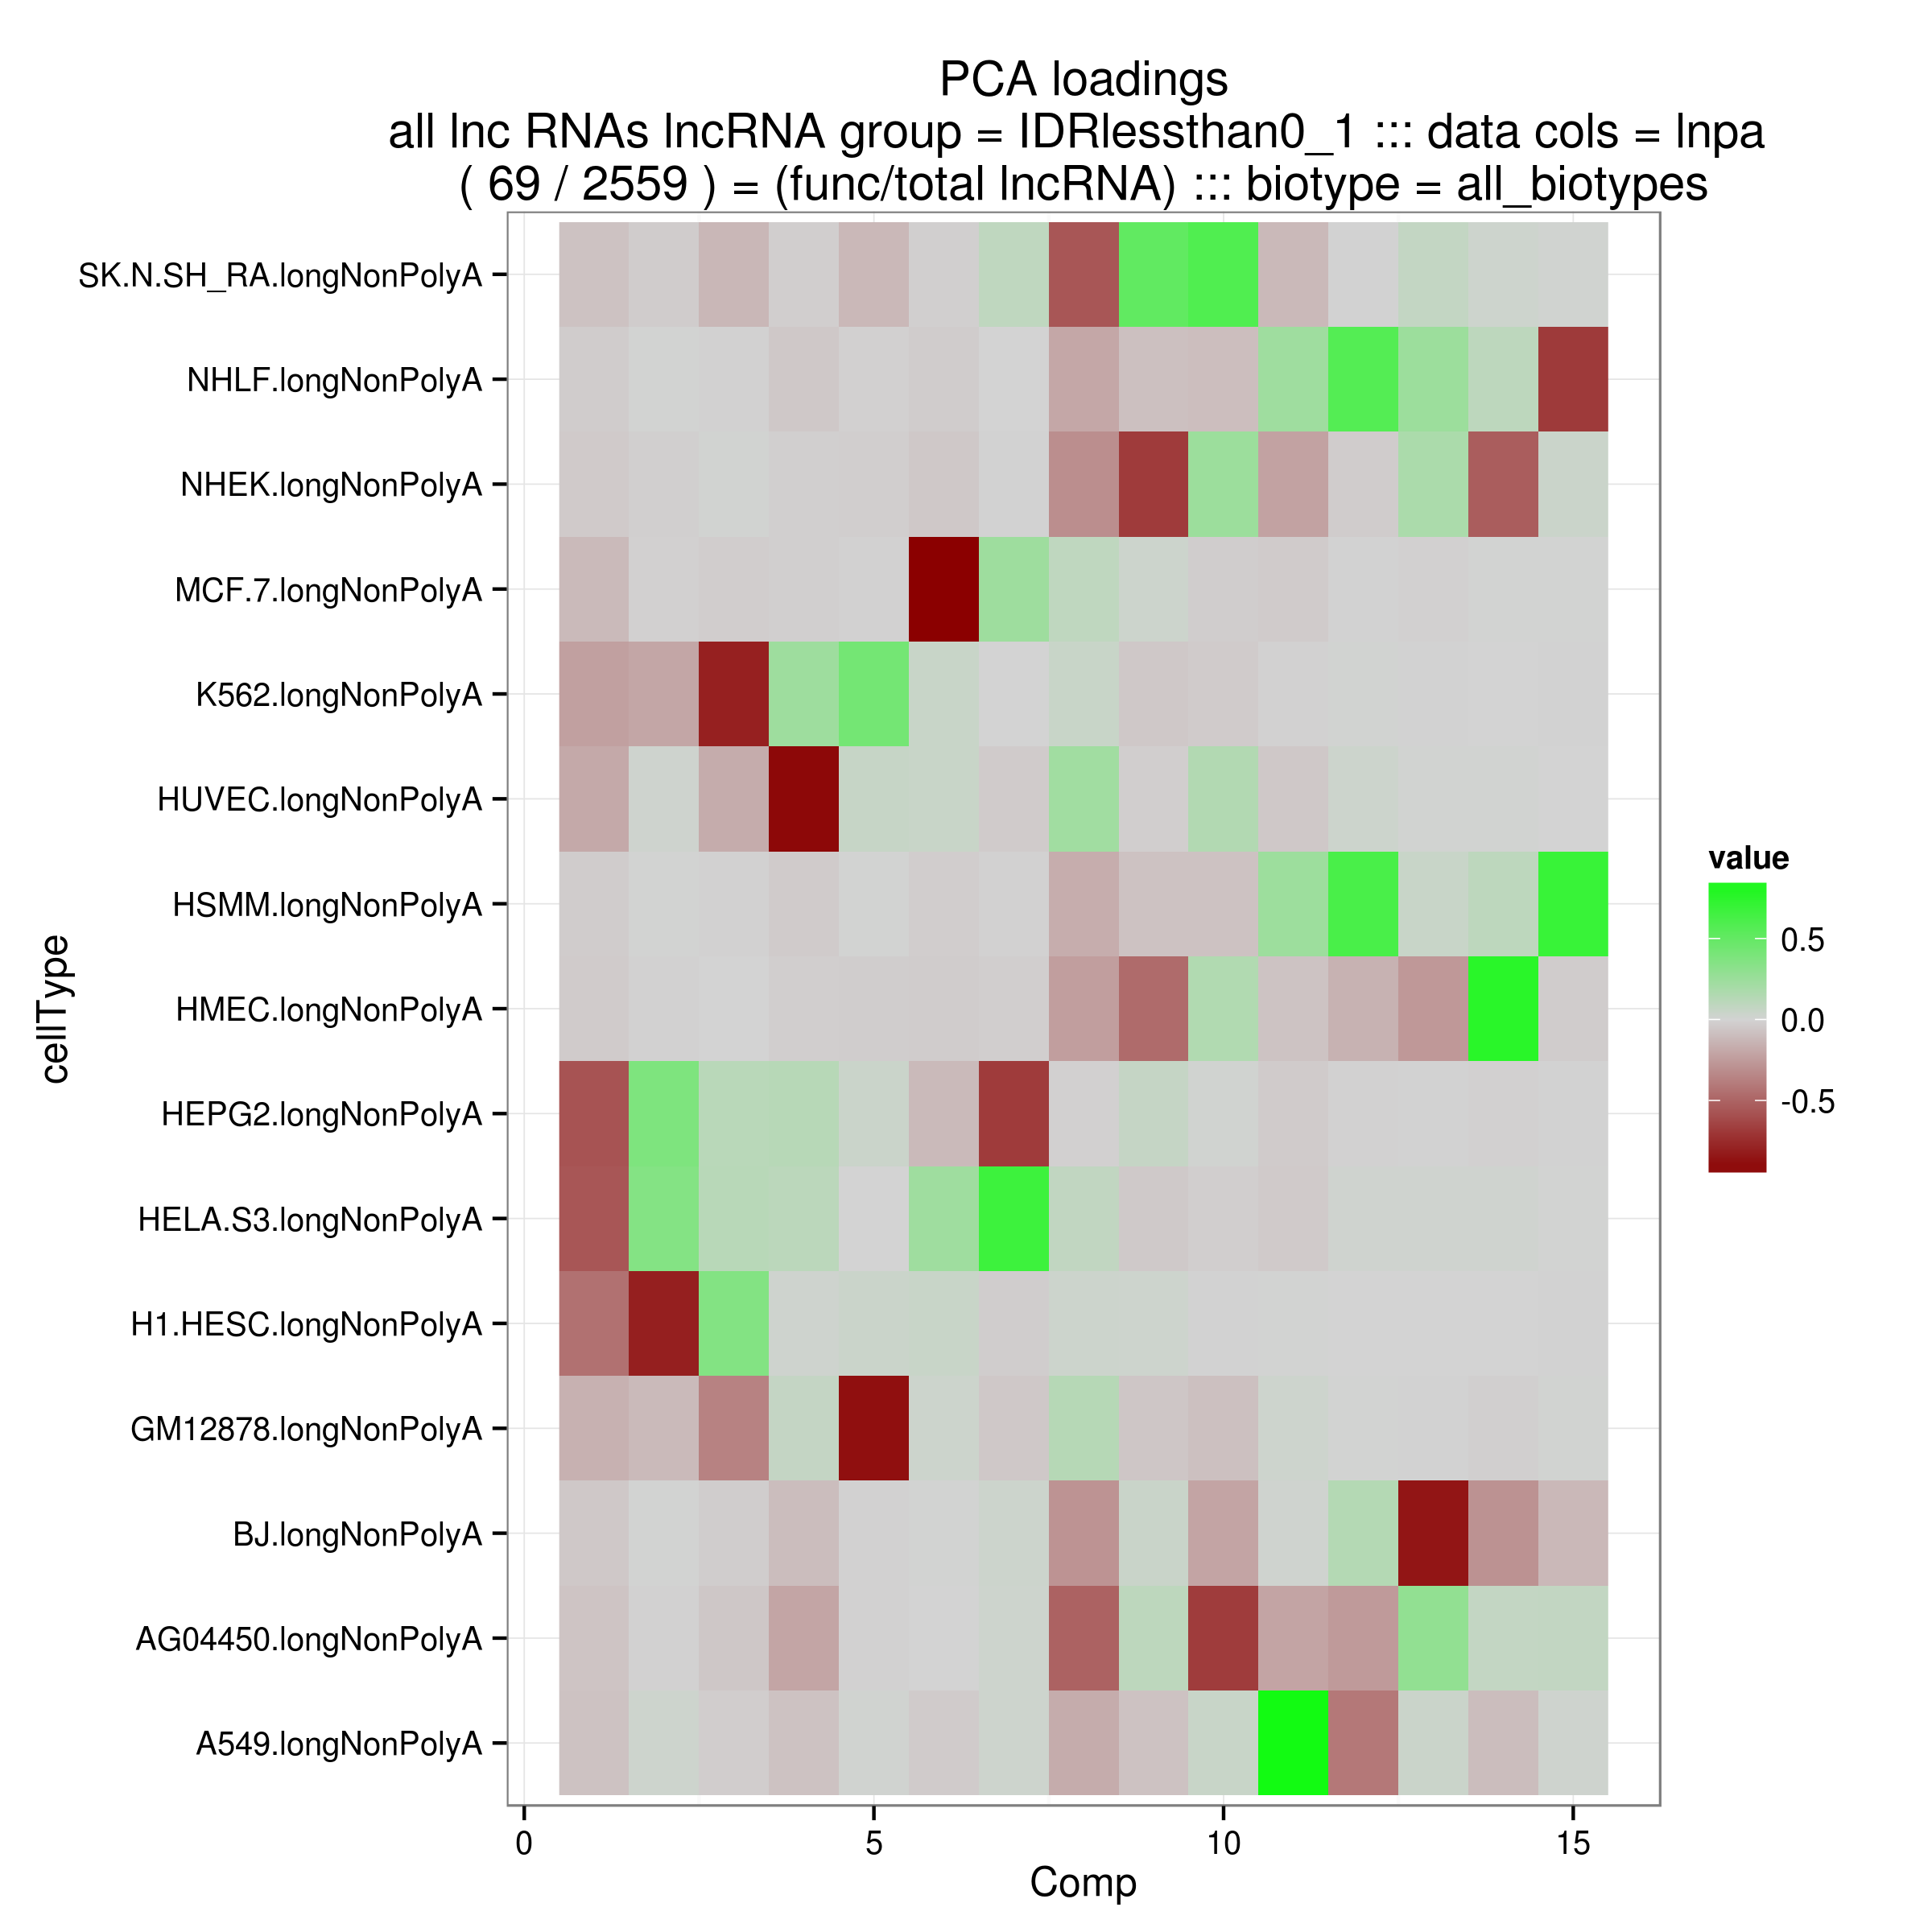 PCA loadings
all lnc RNAs lncRNA group = IDRlessthan0_1 ::: data cols = lnpa
( 69 / 2559 ) = (func/total lncRNA) ::: biotype = all_biotypes
SK.N.SH_RA.longNonPolyA
NHLF.longNonPolyA
NHEK.longNonPolyA
MCF.7.longNonPolyA
K562.longNonPolyA
HUVEC.longNonPolyA
HSMM.longNonPolyA
HMEC.longNonPolyA
HEPG2.longNonPolyA
HELA.S3.longNonPolyA
H1.HESC.longNonPolyA
GM12878.longNonPolyA
BJ.longNonPolyA
AG04450.longNonPolyA
A549.longNonPolyA
cellType
0 5 10 15
Comp
value
0.5
0.0
-0.5